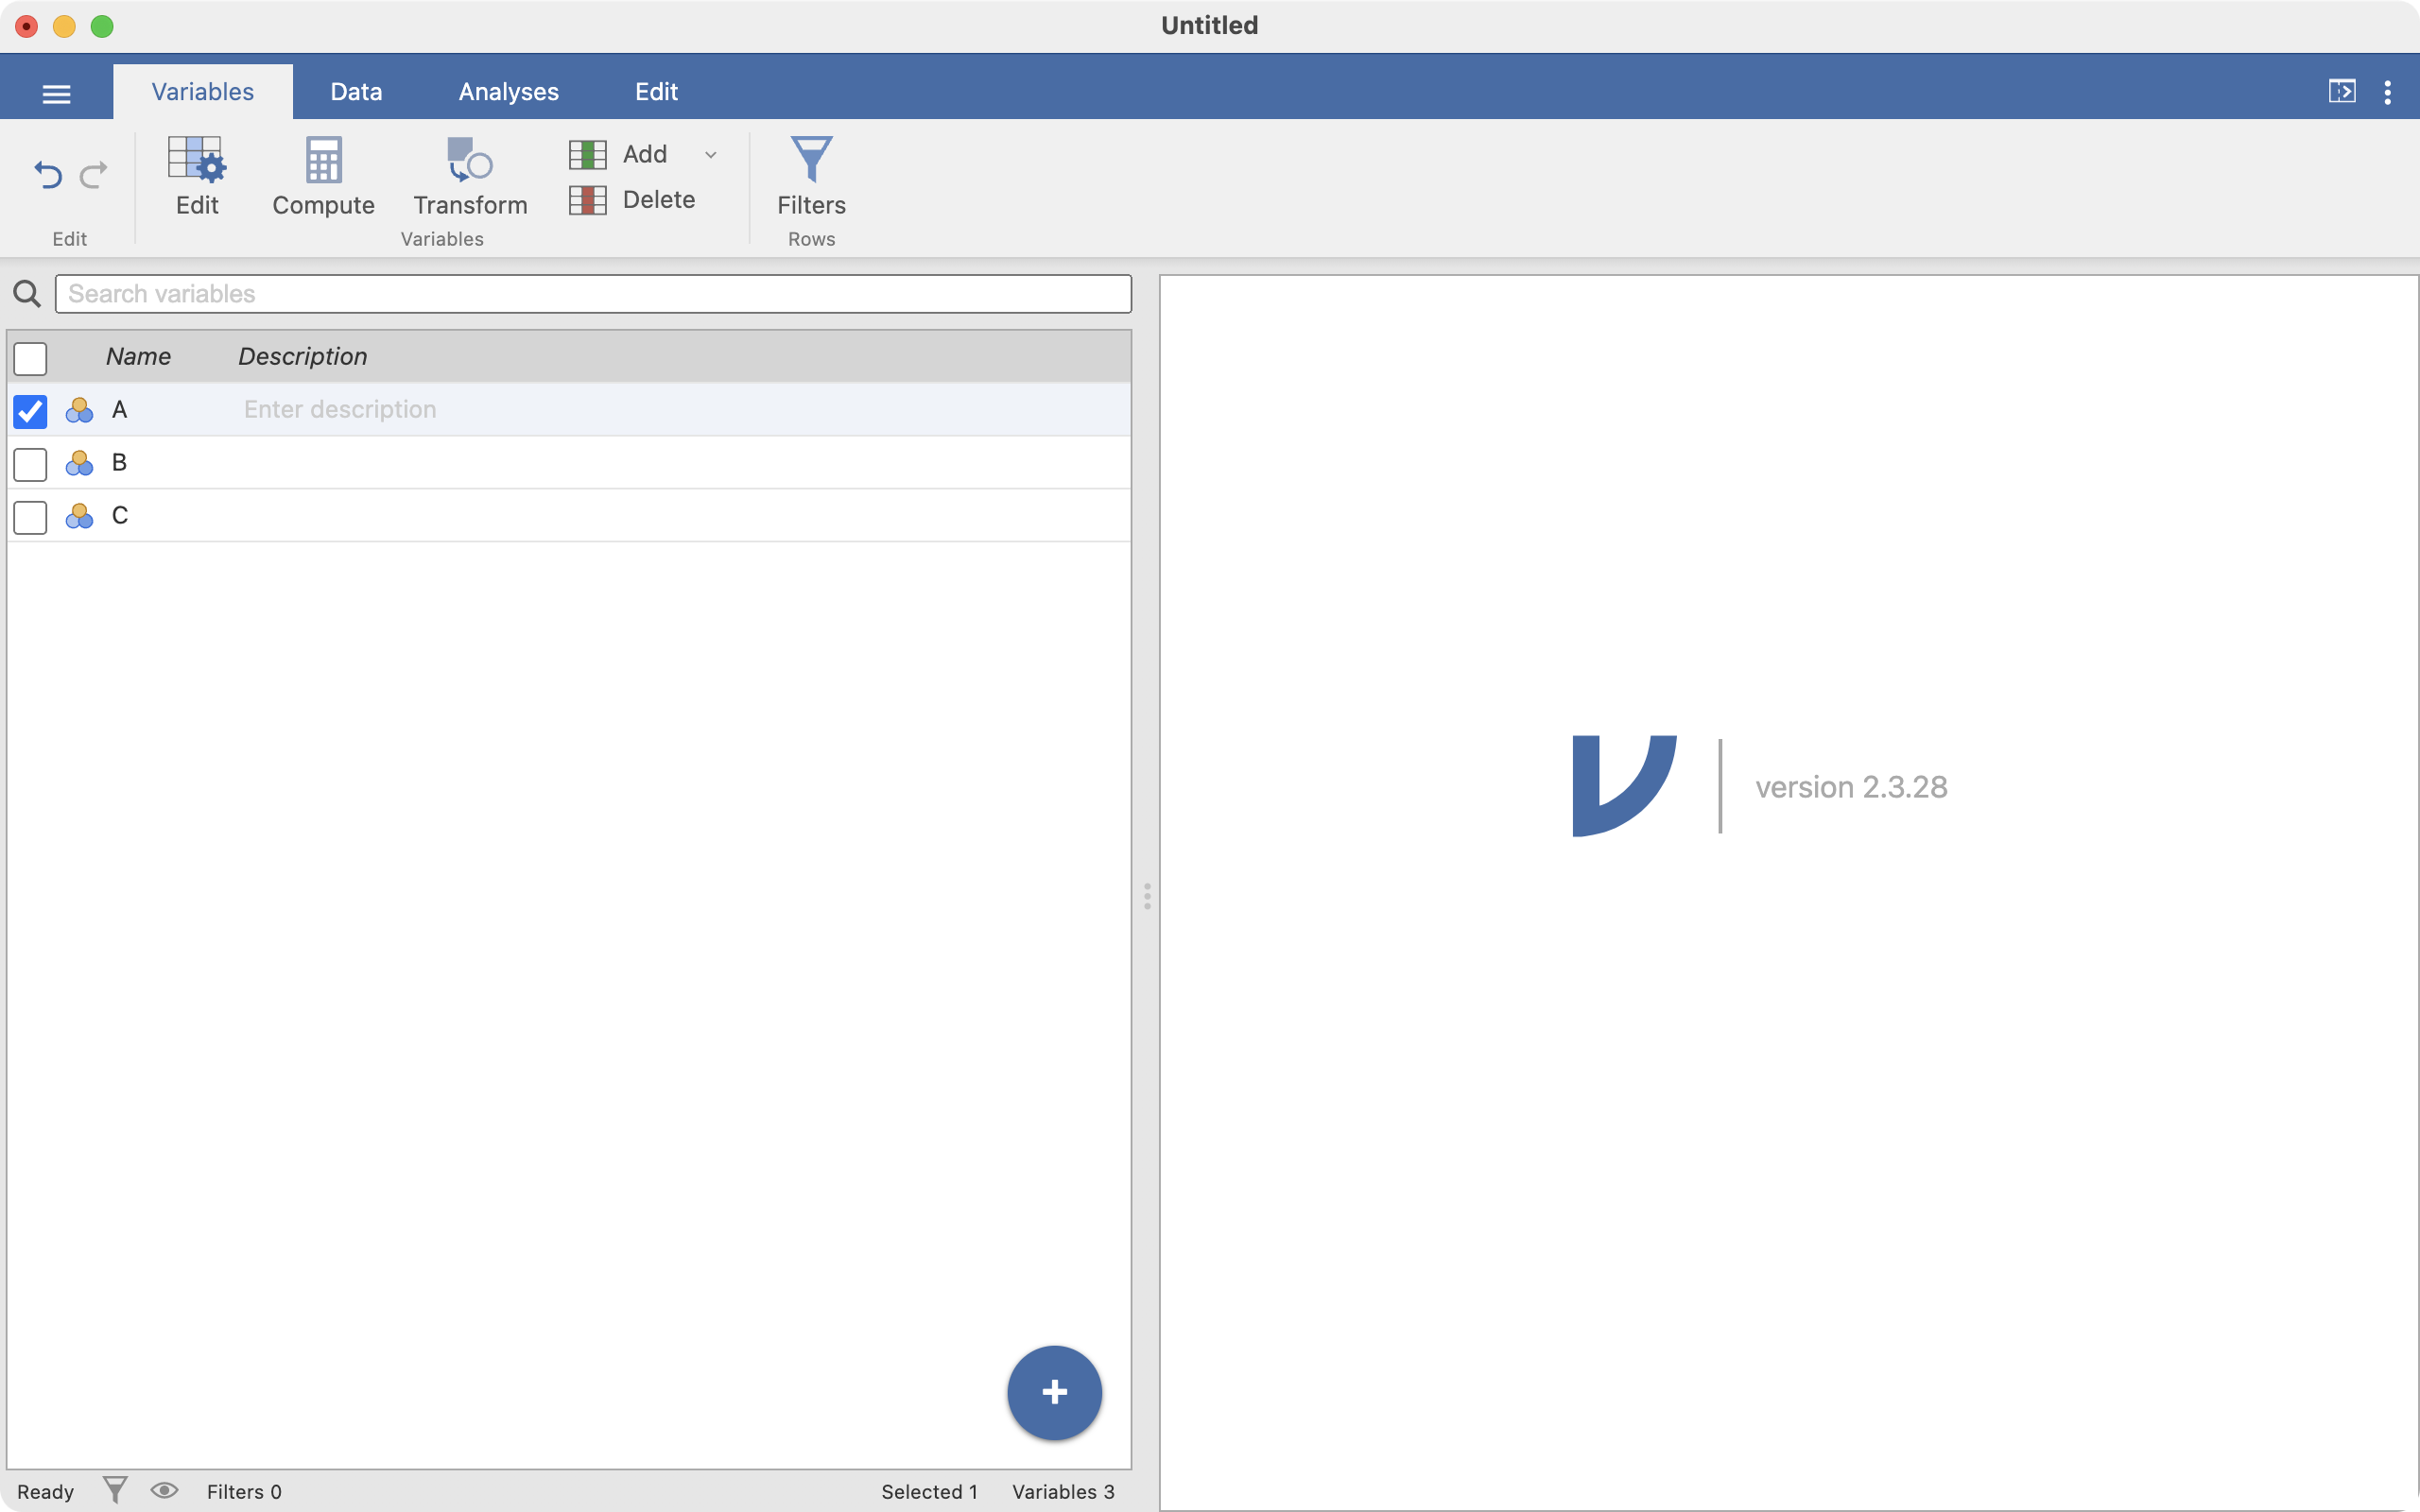 Untitled
Variables Data Analyses Edit
Edit Compute Transform Add Delete Filters
Edit Variables Rows
Search variables
Name Description
A Enter description
B
C
version 2.3.28
Ready Filters 0 Selected 1 Variables 3